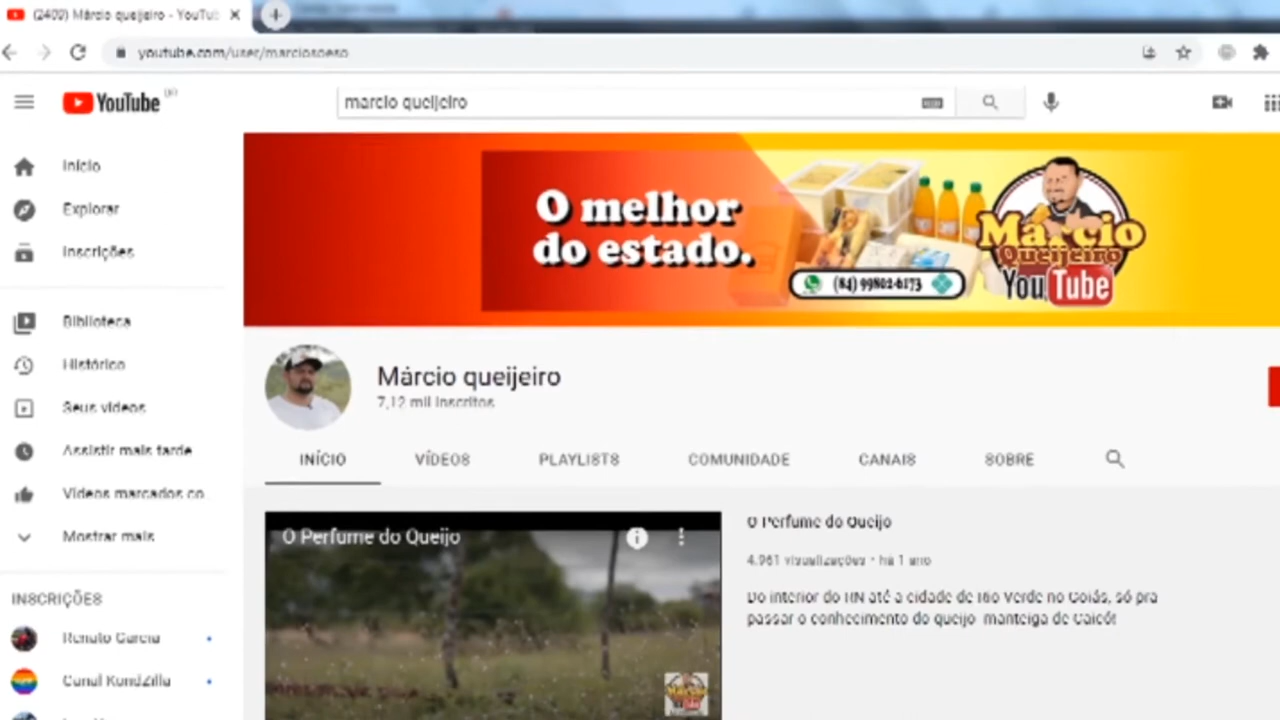 (2409) Márcio queijeiro - YouTu
youtube.com/user/marciosoeso
YouTube BR
marcio queijeiro
Início
Explorar
Inscrições
Biblioteca
Histórico
Seus vídeos
Assistir mais tarde
Vídeos marcados co
Mostrar mais
INSCRIÇÕES
Renato Garcia
Canal KondZilla
O melhor
do estado.
(84) 99802-6173
Márcio
Queijeiro
YouTube
Márcio queijeiro
7,12 mil inscritos
INÍCIO VÍDEOS PLAYLISTS COMUNIDADE CANAIS SOBRE
O Perfume do Queijo
Márcio
O Perfume do Queijo
4.961 visualizações • há 1 ano
Do interior do RN até a cidade de Rio Verde no Goiás, só pra
passar o conhecimento do queijo manteiga de Caicó!